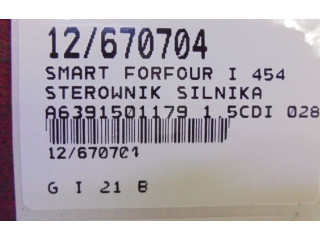 12/670704
SMART FORFOUR I 454
STEROWNIK SILNIKA
A6391501179 1.5CDI 028
12/670704
G I 21 B